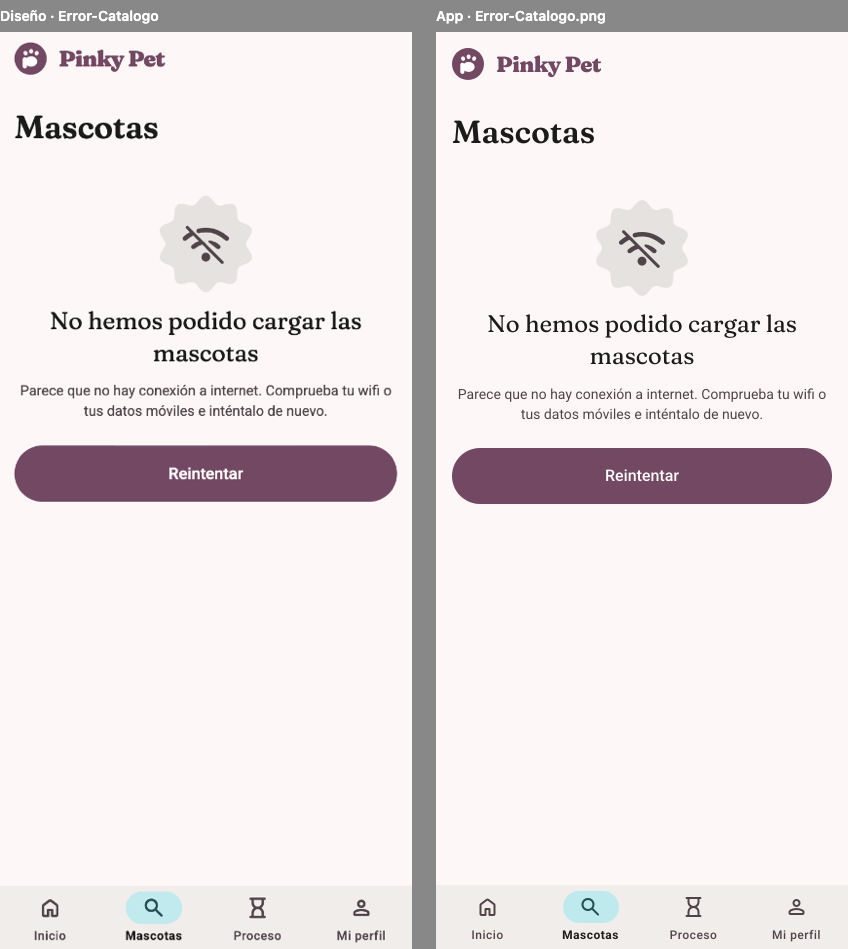 Diseño · Error-Catalogo
Pinky Pet
Mascotas
No hemos podido cargar las
mascotas
Parece que no hay conexión a internet. Comprueba tu wifi o
tus datos móviles e inténtalo de nuevo.
Reintentar
Inicio
Mascotas
Proceso
Mi perfil
App · Error-Catalogo.png
Pinky Pet
Mascotas
No hemos podido cargar las
mascotas
Parece que no hay conexión a internet. Comprueba tu wifi o
tus datos móviles e inténtalo de nuevo.
Reintentar
Inicio
Mascotas
Proceso
Mi perfil